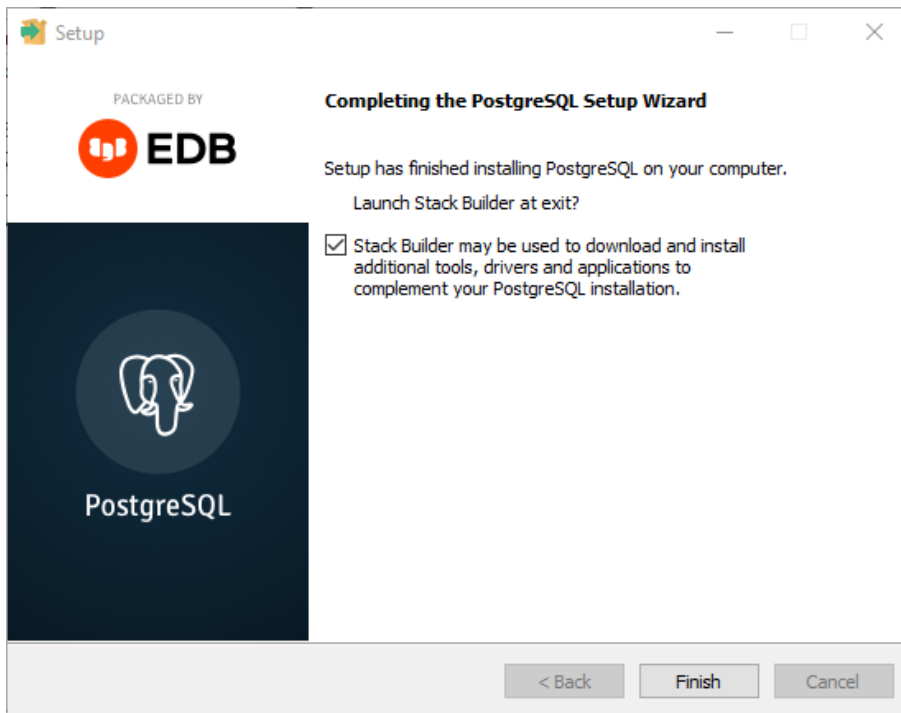 Setup
PACKAGED BY
EDB
Completing the PostgreSQL Setup Wizard
Setup has finished installing PostgreSQL on your computer.
Launch Stack Builder at exit?
Stack Builder may be used to download and install
additional tools, drivers and applications to
complement your PostgreSQL installation.
PostgreSQL
< Back
Finish
Cancel